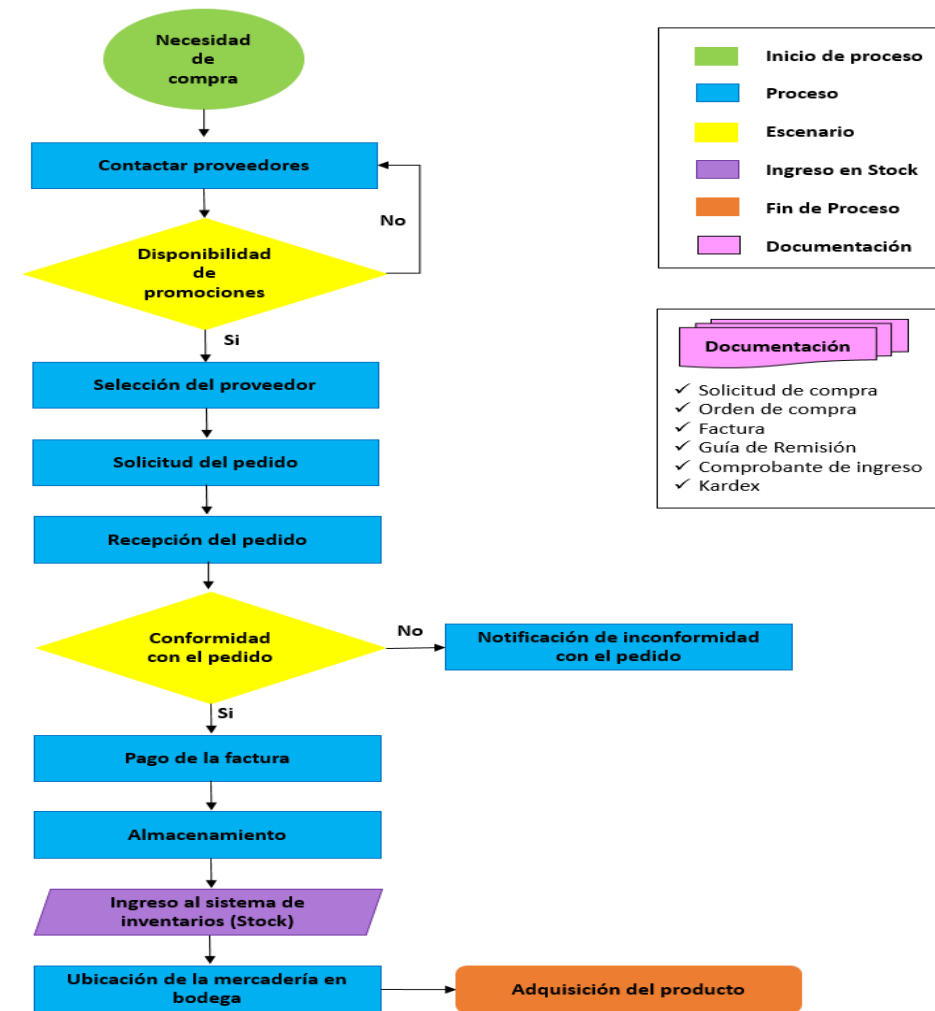 Necesidad
de
compra
Contactar proveedores
No
Disponibilidad
de
promociones
Si
Selección del proveedor
Solicitud del pedido
Recepción del pedido
Conformidad
con el pedido
No
Notificación de inconformidad
con el pedido
Si
Pago de la factura
Almacenamiento
Ingreso al sistema de
inventarios (Stock)
Ubicación de la mercadería en
bodega
Adquisición del producto
Inicio de proceso
Proceso
Escenario
Ingreso en Stock
Fin de Proceso
Documentación
Documentación
✓ Solicitud de compra
✓ Orden de compra
✓ Factura
✓ Guía de Remisión
✓ Comprobante de ingreso
✓ Kardex